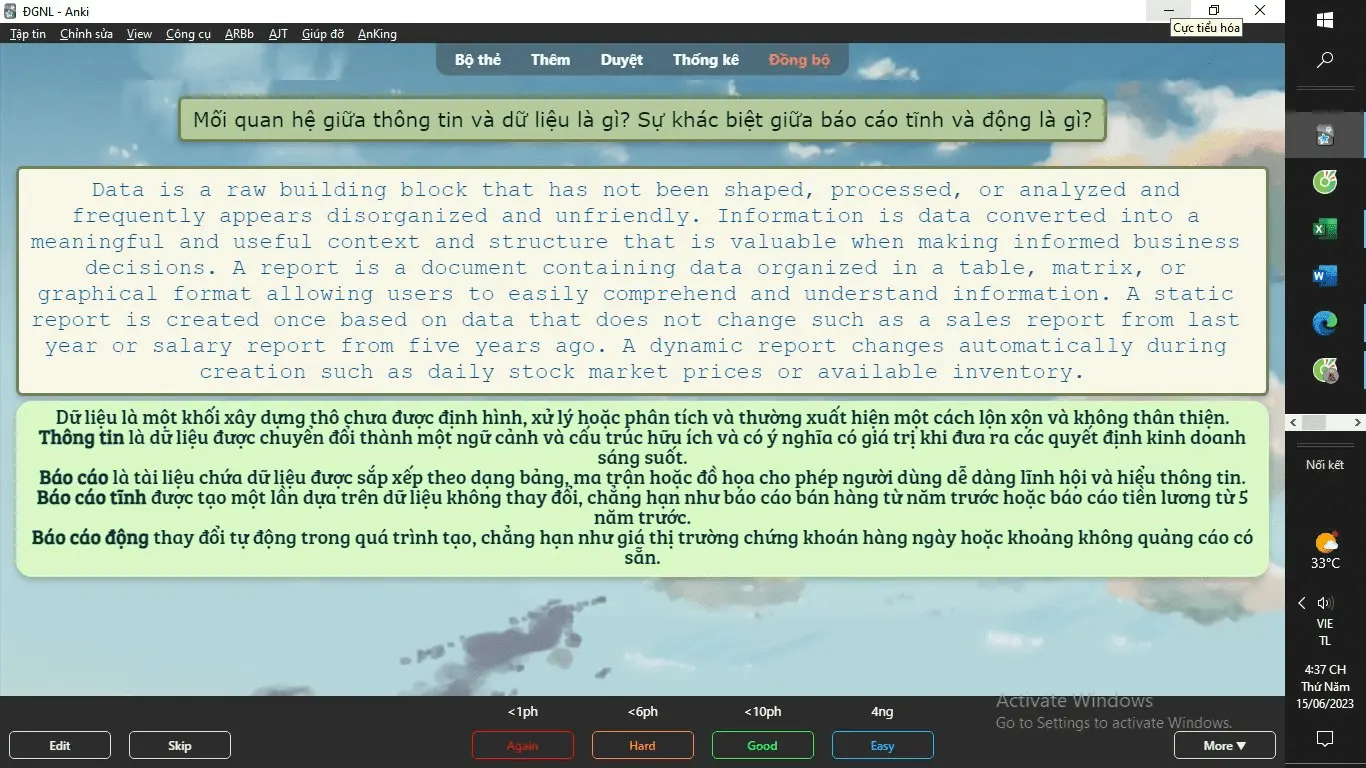 ĐGNL - Anki
Cực tiểu hóa
Tập tin Chỉnh sửa View Công cụ ARBb AJT Giúp đỡ AnKing
Bộ thẻ Thêm Duyệt Thống kê Đồng bộ
Mối quan hệ giữa thông tin và dữ liệu là gì? Sự khác biệt giữa báo cáo tĩnh và động là gì?
Data is a raw building block that has not been shaped, processed, or analyzed and
frequently appears disorganized and unfriendly. Information is data converted into a
meaningful and useful context and structure that is valuable when making informed business
decisions. A report is a document containing data organized in a table, matrix, or
graphical format allowing users to easily comprehend and understand information. A static
report is created once based on data that does not change such as a sales report from last
year or salary report from five years ago. A dynamic report changes automatically during
creation such as daily stock market prices or available inventory.
Dữ liệu là một khối xây dựng thô chưa được định hình, xử lý hoặc phân tích và thường xuất hiện một cách lộn xộn và không thân thiện.
Thông tin là dữ liệu được chuyển đổi thành một ngữ cảnh và cấu trúc hữu ích và có ý nghĩa có giá trị khi đưa ra các quyết định kinh doanh
sáng suốt.
Báo cáo là tài liệu chứa dữ liệu được sắp xếp theo dạng bảng, ma trận hoặc đồ họa cho phép người dùng dễ dàng lĩnh hội và hiểu thông tin.
Báo cáo tĩnh được tạo một lần dựa trên dữ liệu không thay đổi, chẳng hạn như báo cáo bán hàng từ năm trước hoặc báo cáo tiền lương từ 5
năm trước.
Báo cáo động thay đổi tự động trong quá trình tạo, chẳng hạn như giá thị trường chứng khoán hàng ngày hoặc khoảng không quảng cáo có
sẵn.
Activate Windows
Go to Settings to activate Windows.
<1ph <6ph <10ph 4ng
Edit Skip Again Hard Good Easy More ▼
Nối kết
33°C
VIE
TL
4:37 CH
Thứ Năm
15/06/2023